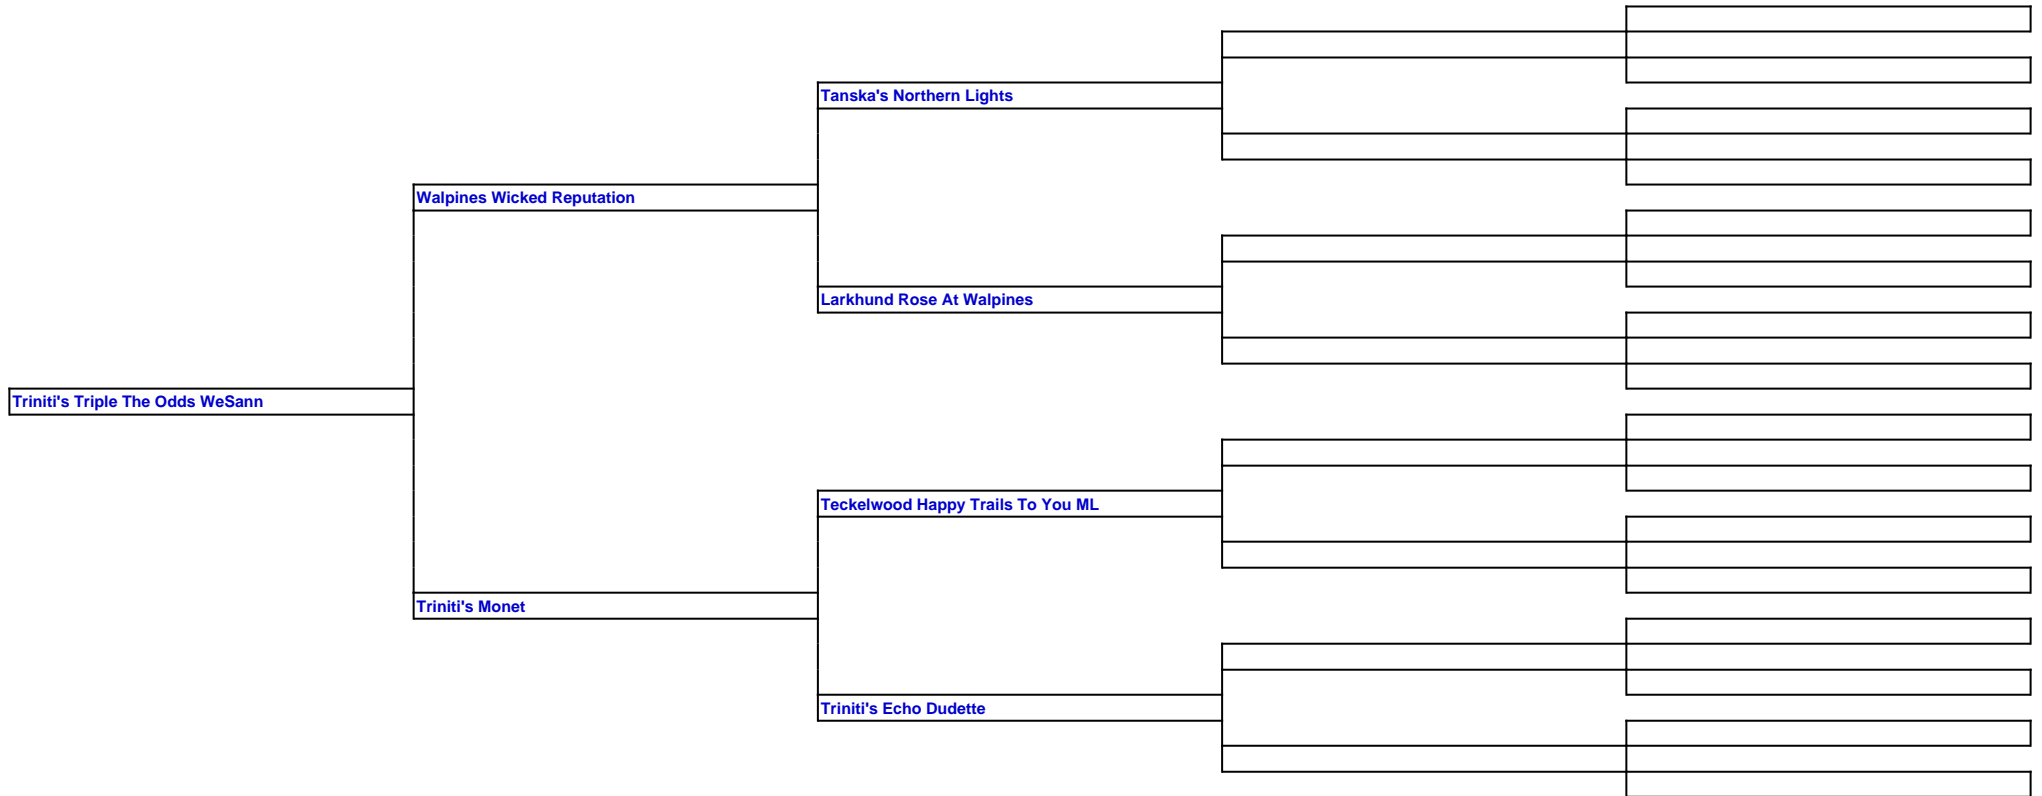 Tanska's Northern Lights
Walpines Wicked Reputation
Larkhund Rose At Walpines
Triniti's Triple The Odds WeSann
Teckelwood Happy Trails To You ML
Triniti's Monet
Triniti's Echo Dudette